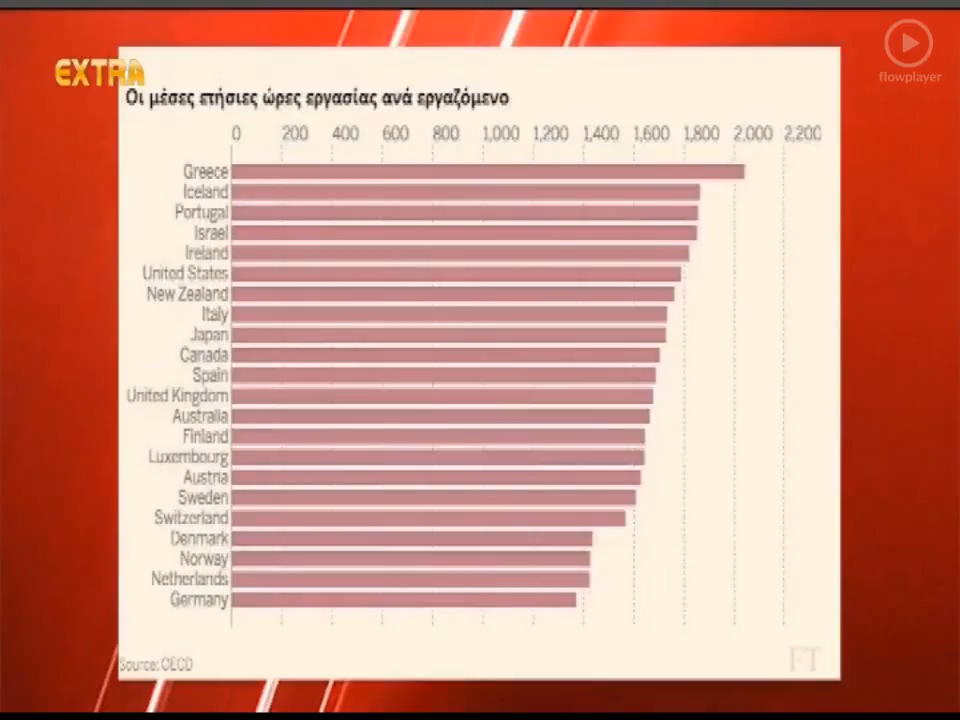 EXTRA
flowplayer
Οι μέσες ετήσιες ώρες εργασίας ανά εργαζόμενο
0 200 400 600 800 1,000 1,200 1,400 1,600 1,800 2,000 2,200
Greece
Iceland
Portugal
Israel
Ireland
United States
New Zealand
Italy
Japan
Canada
Spain
United Kingdom
Australia
Finland
Luxembourg
Austria
Sweden
Switzerland
Denmark
Norway
Netherlands
Germany
Source: OECD
FT